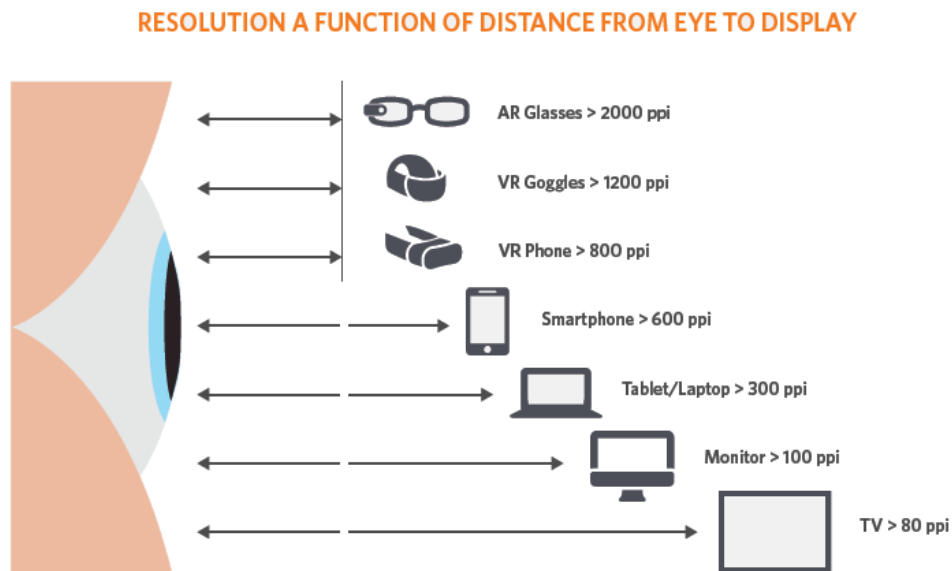 RESOLUTION A FUNCTION OF DISTANCE FROM EYE TO DISPLAY
AR Glasses > 2000 ppi
VR Goggles > 1200 ppi
VR Phone > 800 ppi
Smartphone > 600 ppi
Tablet/Laptop > 300 ppi
Monitor > 100 ppi
TV > 80 ppi